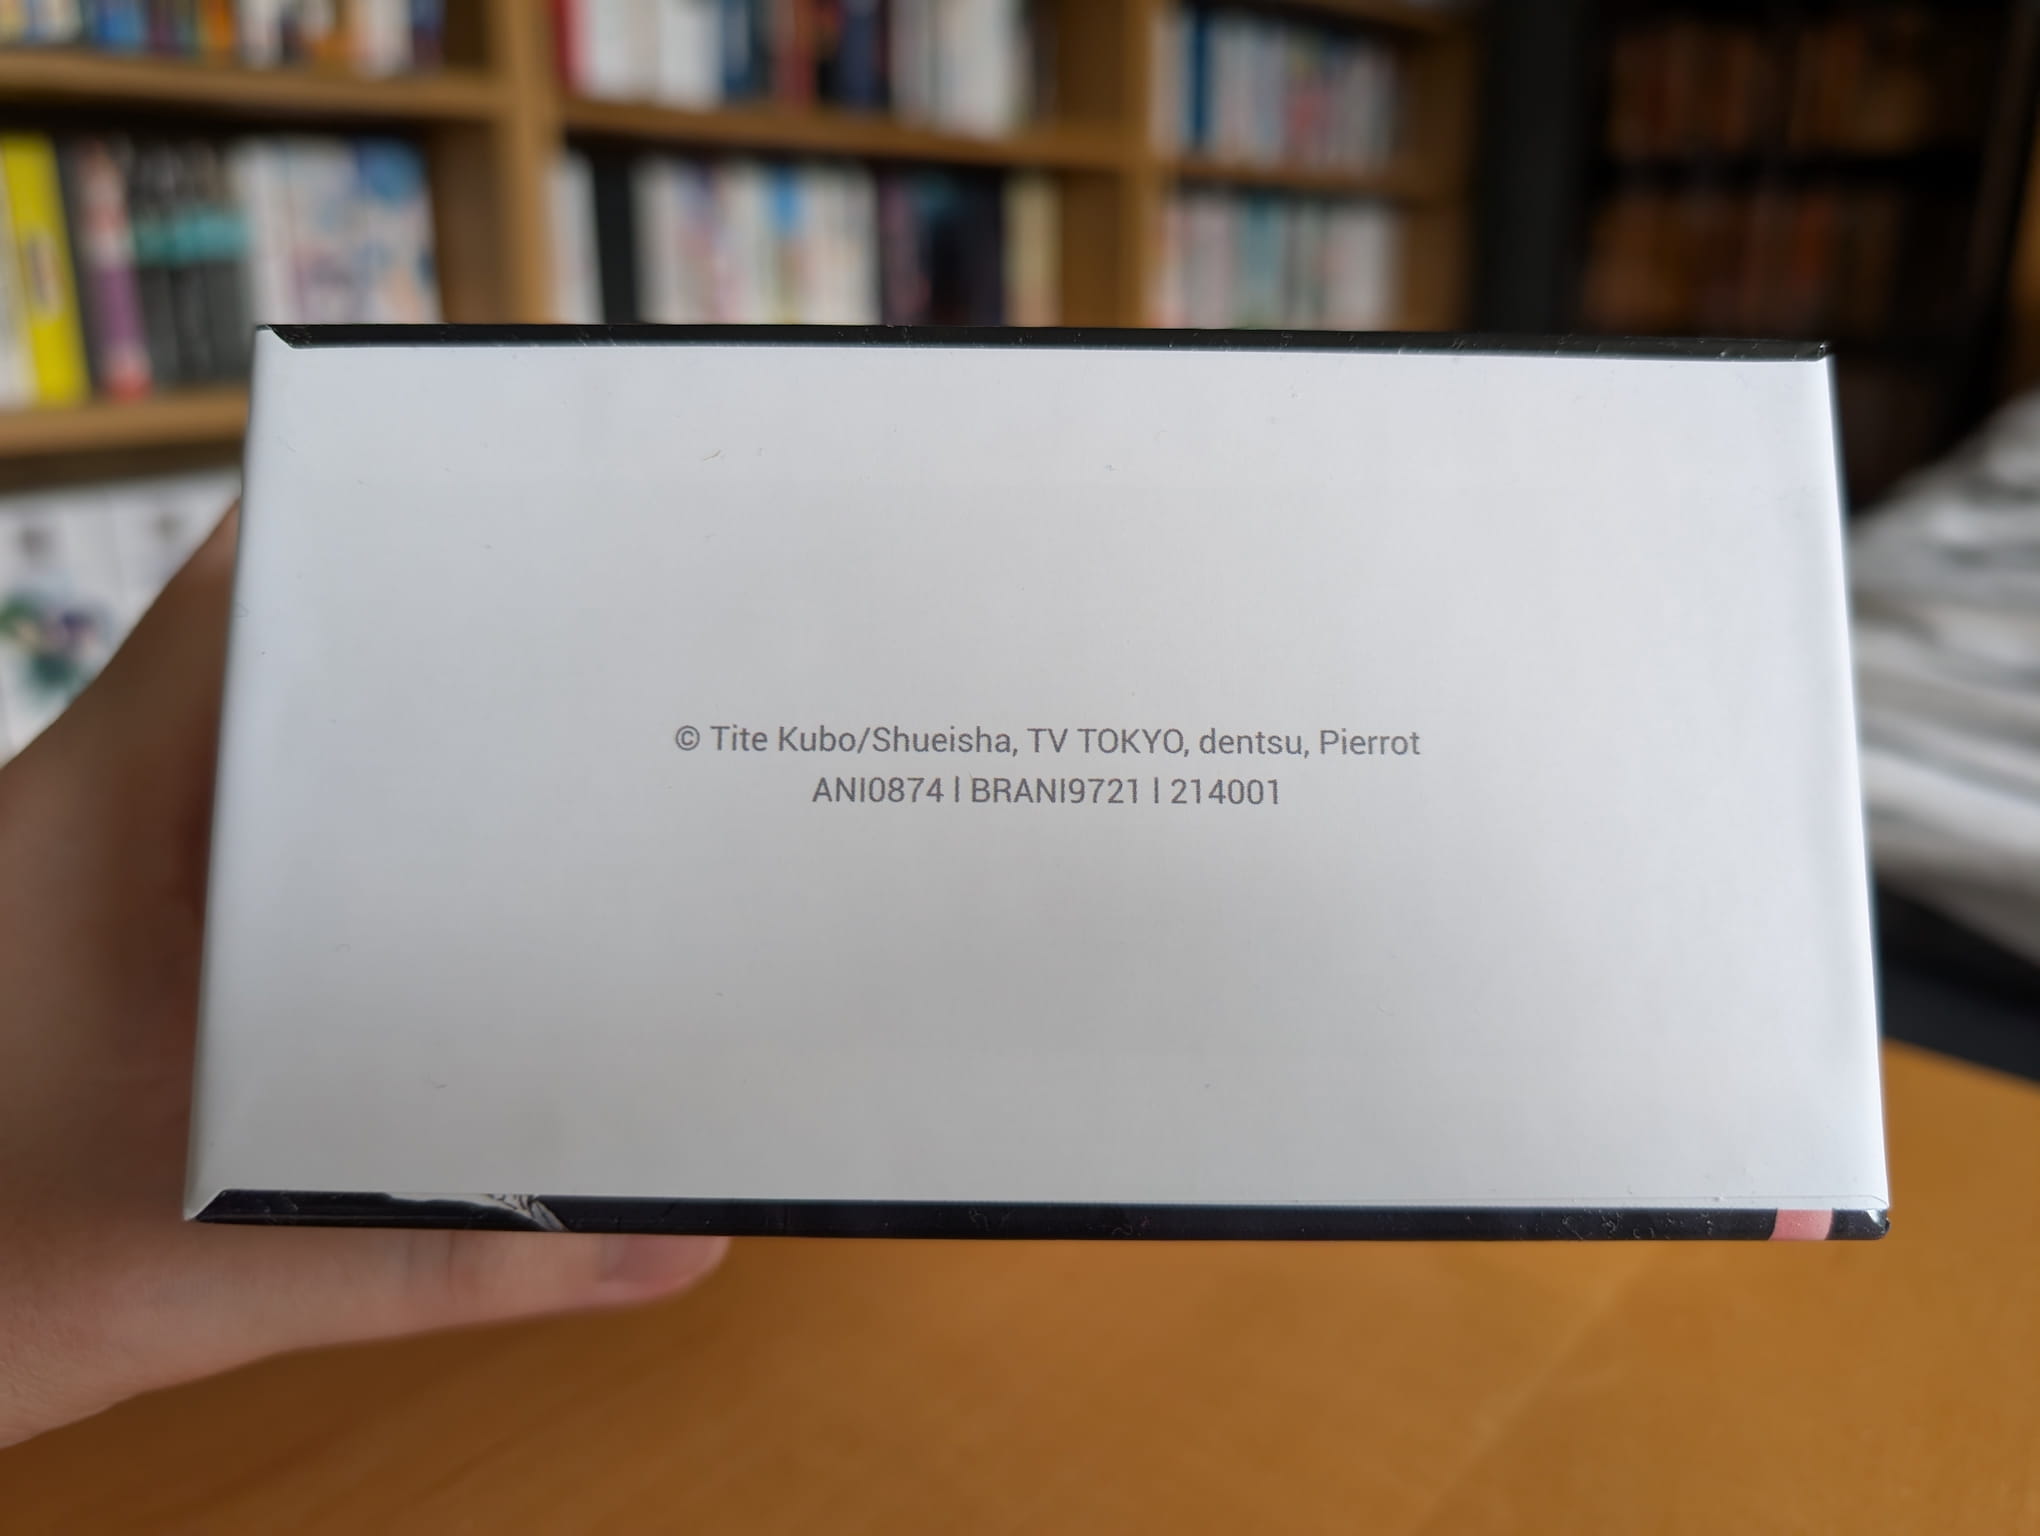 © Tite Kubo/Shueisha, TV TOKYO, dentsu, Pierrot
ANI0874 | BRANI9721 | 214001